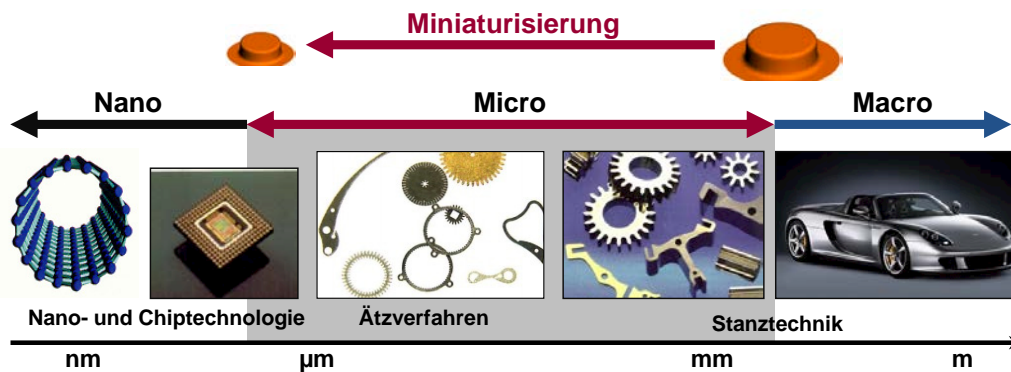 Miniaturisierung
Nano Micro Macro
Nano- und Chiptechnologie Ätzverfahren Stanztechnik
nm µm mm m